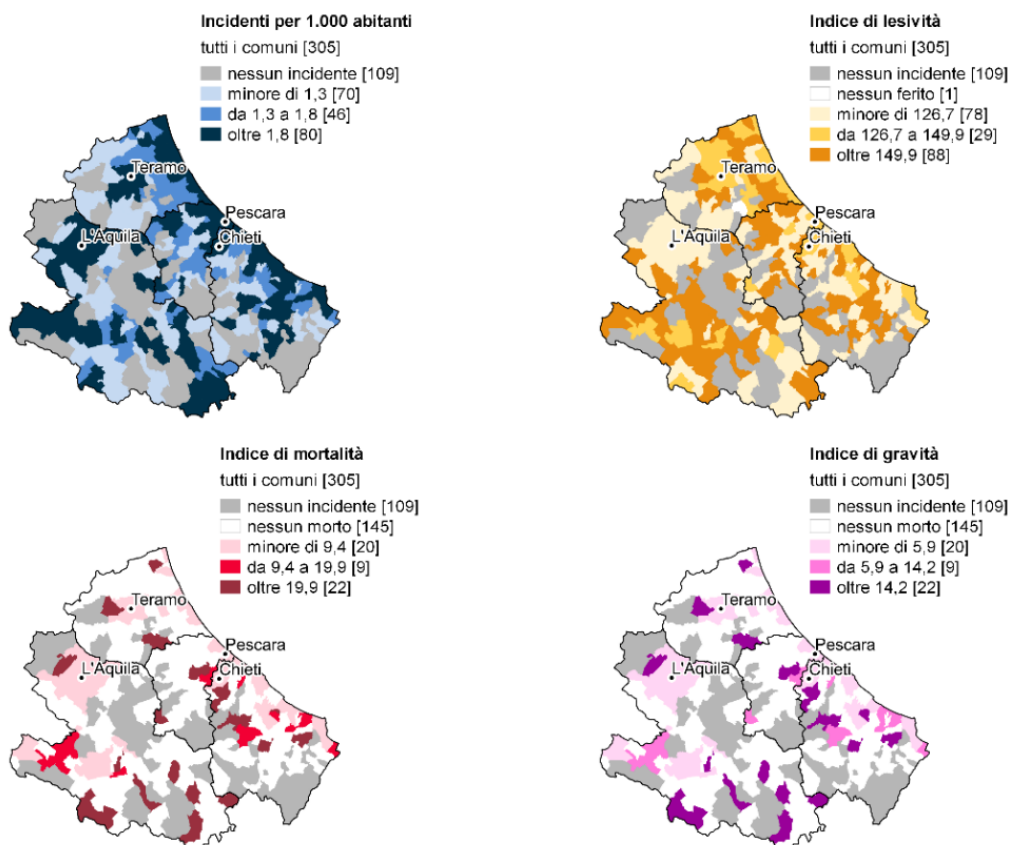 Incidenti per 1.000 abitanti
tutti i comuni [305]
nessun incidente [109]
minore di 1,3 [70]
da 1,3 a 1,8 [46]
oltre 1,8 [80]
Teramo
Pescara
L'Aquila
Chieti
Indice di lesività
tutti i comuni [305]
nessun incidente [109]
nessun ferito [1]
minore di 126,7 [78]
da 126,7 a 149,9 [29]
oltre 149,9 [88]
Teramo
Pescara
L'Aquila
Chieti
Indice di mortalità
tutti i comuni [305]
nessun incidente [109]
nessun morto [145]
minore di 9,4 [20]
da 9,4 a 19,9 [9]
oltre 19,9 [22]
Teramo
Pescara
L'Aquila
Chieti
Indice di gravità
tutti i comuni [305]
nessun incidente [109]
nessun morto [145]
minore di 5,9 [20]
da 5,9 a 14,2 [9]
oltre 14,2 [22]
Teramo
Pescara
L'Aquila
Chieti